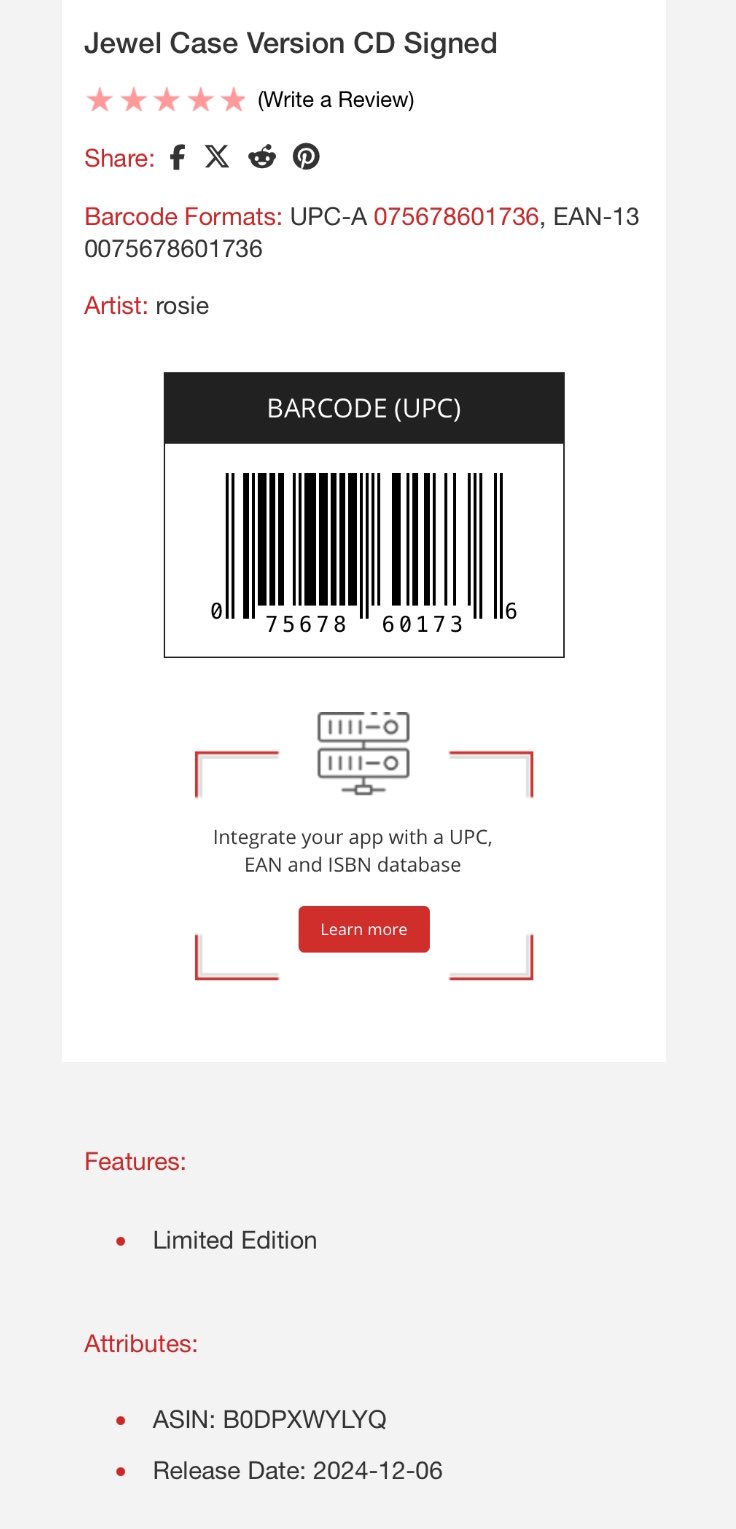 Jewel Case Version CD Signed
(Write a Review)
Share:
Barcode Formats: UPC-A 075678601736, EAN-13
0075678601736
Artist: rosie
BARCODE (UPC)
0 75678 60173 6
Integrate your app with a UPC,
EAN and ISBN database
Learn more
Features:
Limited Edition
Attributes:
ASIN: B0DPXWYLYQ
Release Date: 2024-12-06